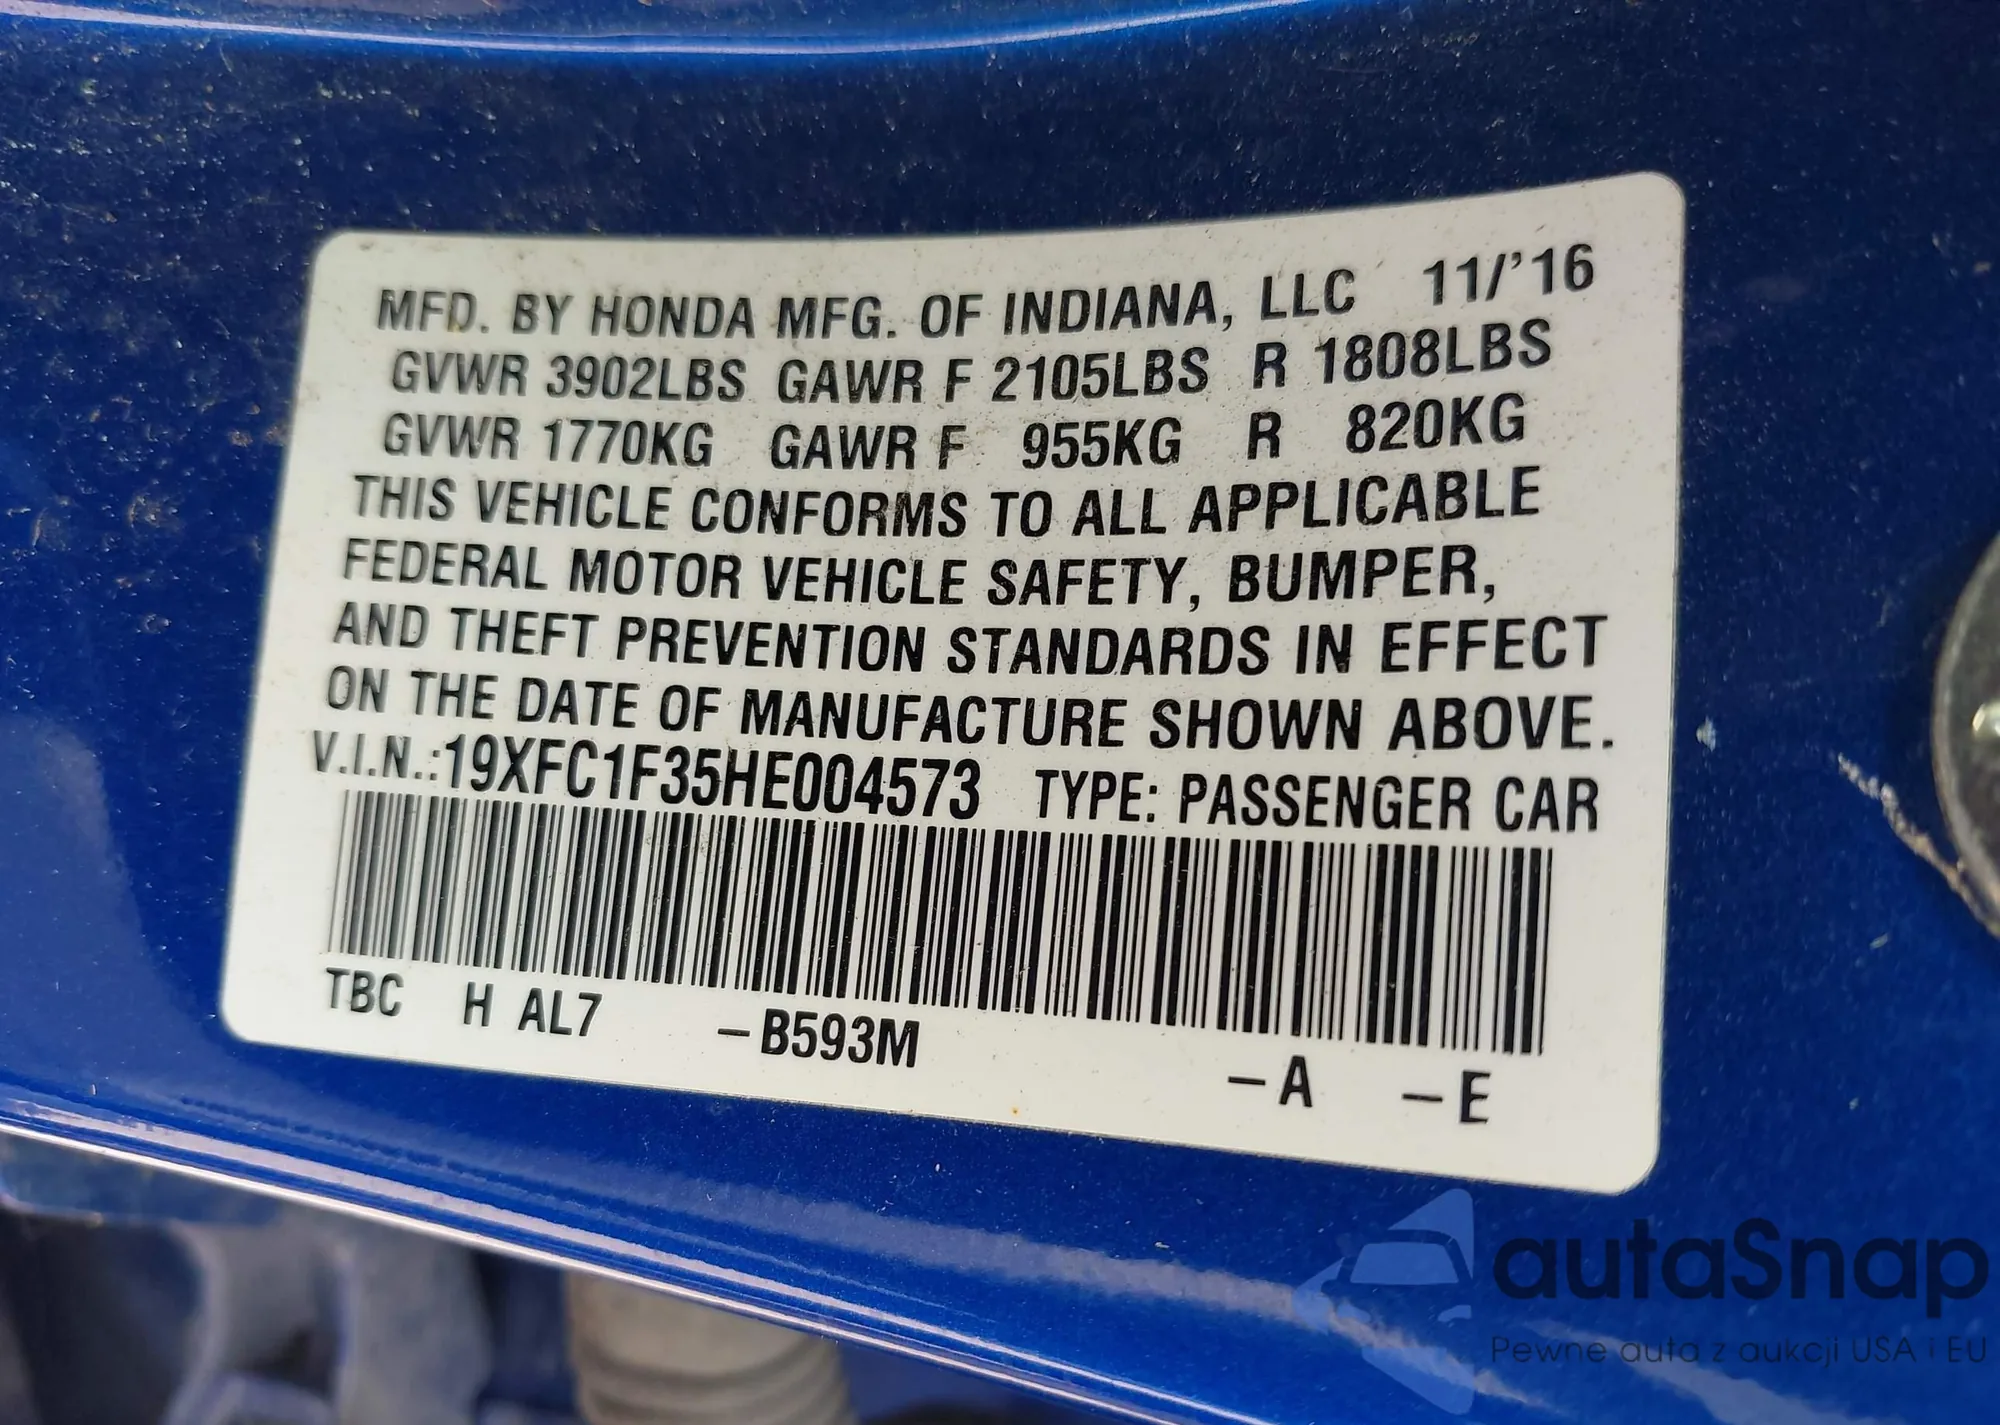 MFD. BY HONDA MFG. OF INDIANA, LLC 11/'16
GVWR 3902LBS GAWR F 2105LBS R 1808LBS
GVWR 1770KG GAWR F 955KG R 820KG
THIS VEHICLE CONFORMS TO ALL APPLICABLE
FEDERAL MOTOR VEHICLE SAFETY, BUMPER,
AND THEFT PREVENTION STANDARDS IN EFFECT
ON THE DATE OF MANUFACTURE SHOWN ABOVE.
V.I.N.:19XFC1F35HE004573 TYPE: PASSENGER CAR
TBC H AL7 –B593M –A –E
autaSnap
Pewne auta z aukcji USA i EU